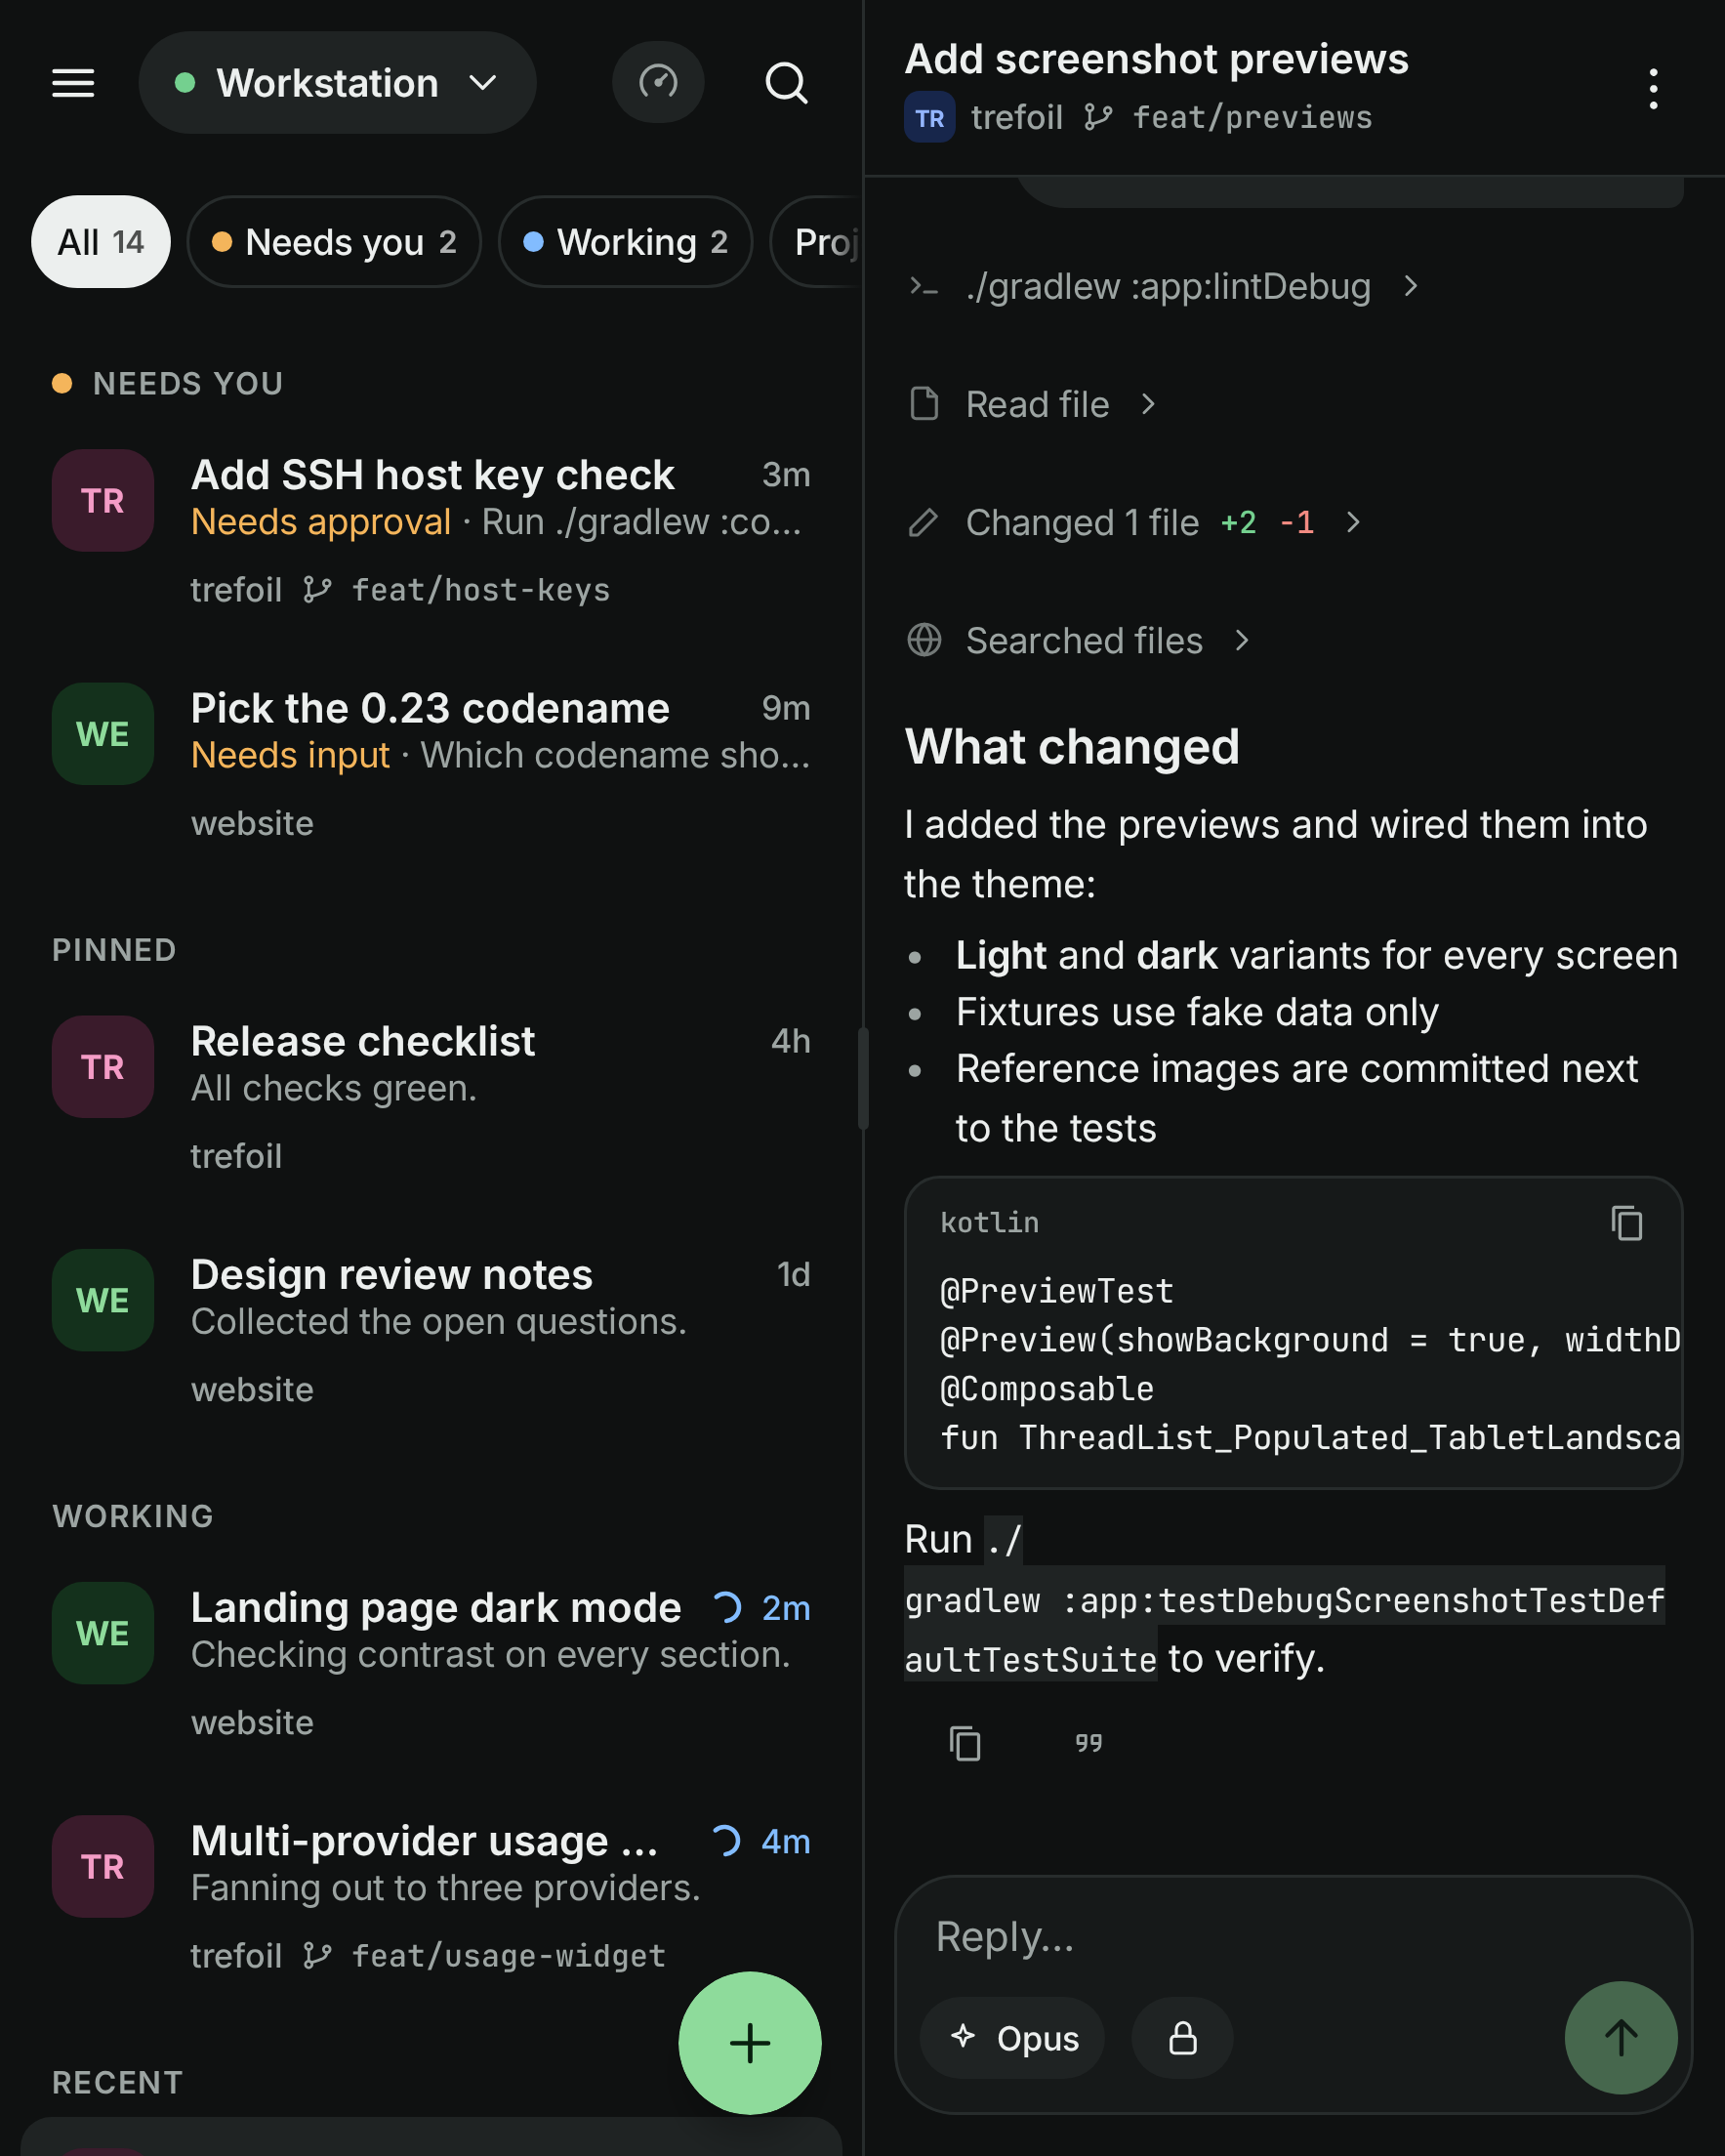 Workstation
All 14
Needs you 2
Working 2
Proj
NEEDS YOU
TR
Add SSH host key check 3m
Needs approval · Run ./gradlew :co...
trefoil feat/host-keys
WE
Pick the 0.23 codename 9m
Needs input · Which codename sho...
website
PINNED
TR
Release checklist 4h
All checks green.
trefoil
WE
Design review notes 1d
Collected the open questions.
website
WORKING
WE
Landing page dark mode 2m
Checking contrast on every section.
website
TR
Multi-provider usage ... 4m
Fanning out to three providers.
trefoil feat/usage-widget
RECENT
Add screenshot previews
TR trefoil feat/previews
./gradlew :app:lintDebug
Read file
Changed 1 file +2 -1
Searched files
What changed
I added the previews and wired them into
the theme:
• Light and dark variants for every screen
• Fixtures use fake data only
• Reference images are committed next
to the tests
kotlin
@PreviewTest
@Preview(showBackground = true, widthD
@Composable
fun ThreadList_Populated_TabletLandsca
Run ./
gradlew :app:testDebugScreenshotTestDef
aultTestSuite to verify.
Reply...
Opus